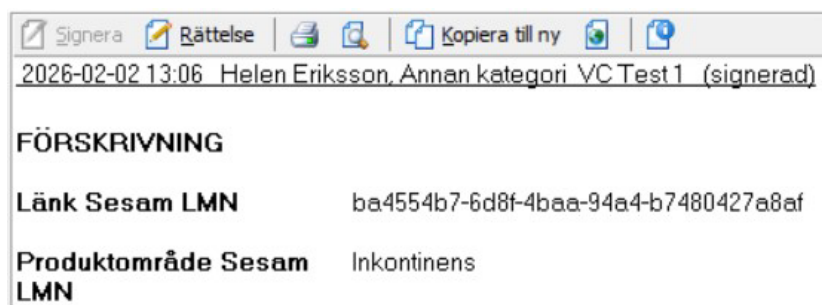 Signera Rättelse Kopiera till ny
2026-02-02 13:06 Helen Eriksson, Annan kategori VC Test 1 (signerad)
FÖRSKRIVNING
Länk Sesam LMN ba4554b7-6d8f-4baa-94a4-b7480427a8af
Produktområde Sesam Inkontinens
LMN